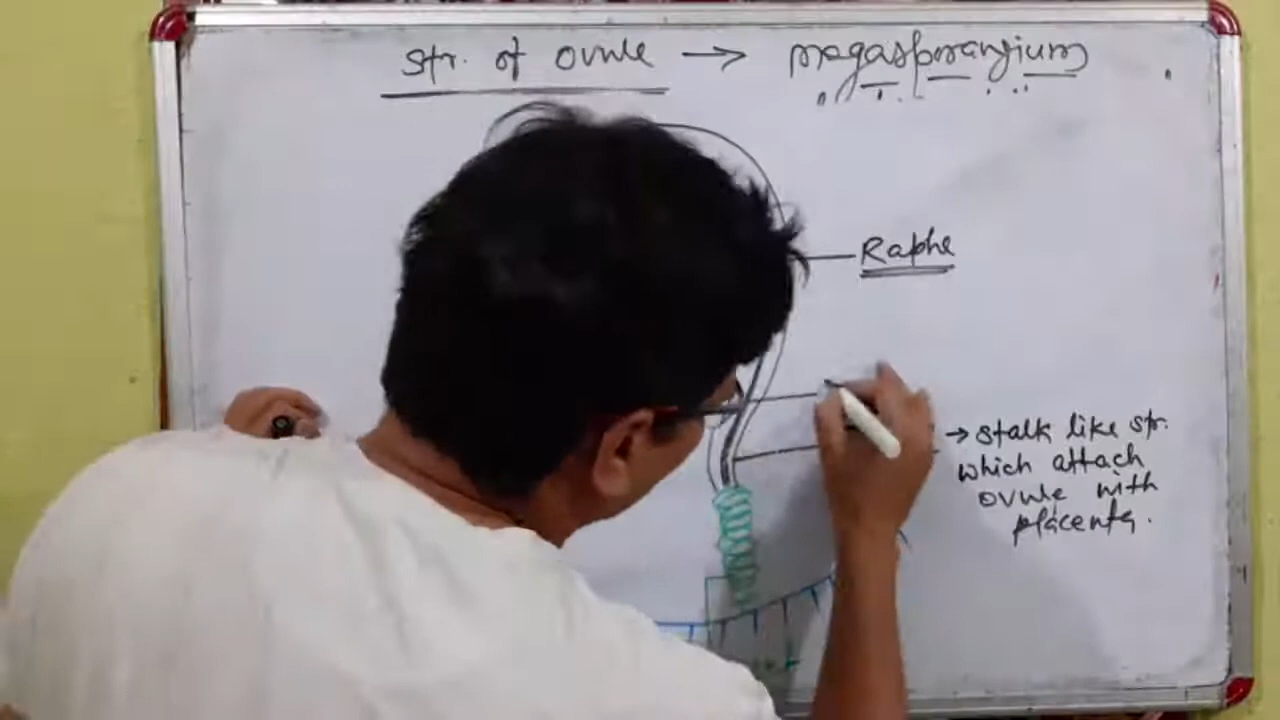 Str. of ovule → megasporangium
Raphe
→ stalk like str.
which attach
ovule with
placenta.